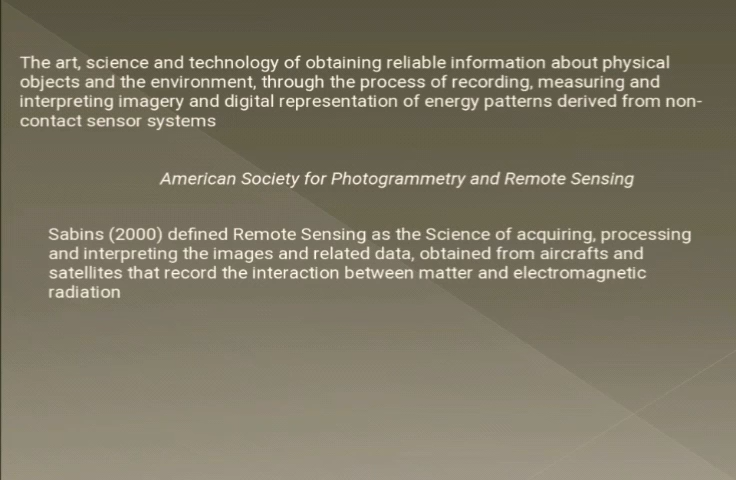 The art, science and technology of obtaining reliable information about physical
objects and the environment, through the process of recording, measuring and
interpreting imagery and digital representation of energy patterns derived from non-
contact sensor systems
American Society for Photogrammetry and Remote Sensing
Sabins (2000) defined Remote Sensing as the Science of acquiring, processing
and interpreting the images and related data, obtained from aircrafts and
satellites that record the interaction between matter and electromagnetic
radiation